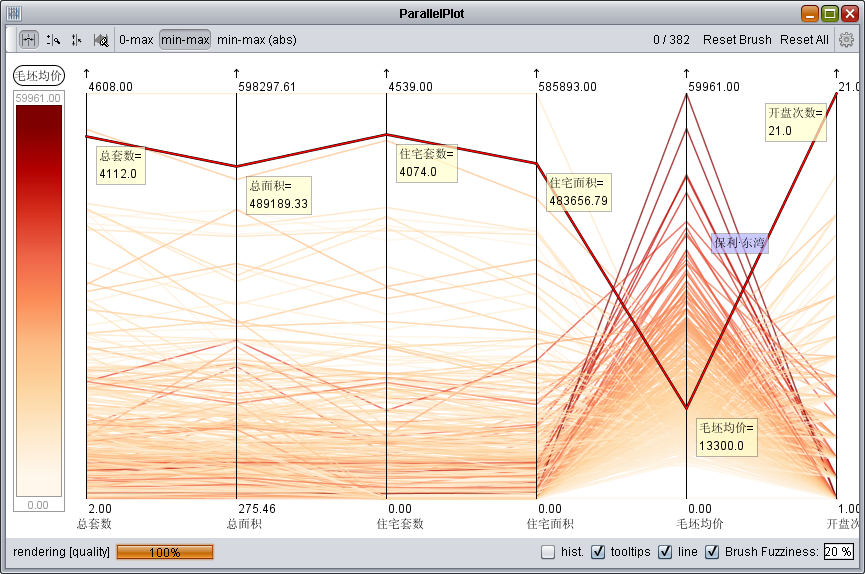 ParallelPlot
0-max min-max min-max (abs) 0 / 382 Reset Brush Reset All
毛坯均价
59961.00
0.00
4608.00 598297.61 4539.00 585893.00 59961.00 21.0
总套数=
4112.0
总面积=
489189.33
住宅套数=
4074.0
住宅面积=
483656.79
开盘次数=
21.0
保利·东湾
毛坯均价=
13300.0
2.00 275.46 0.00 0.00 0.00 1.00
总套数 总面积 住宅套数 住宅面积 毛坯均价 开盘次
rendering [quality] 100% hist. tooltips line Brush Fuzziness: 20 %